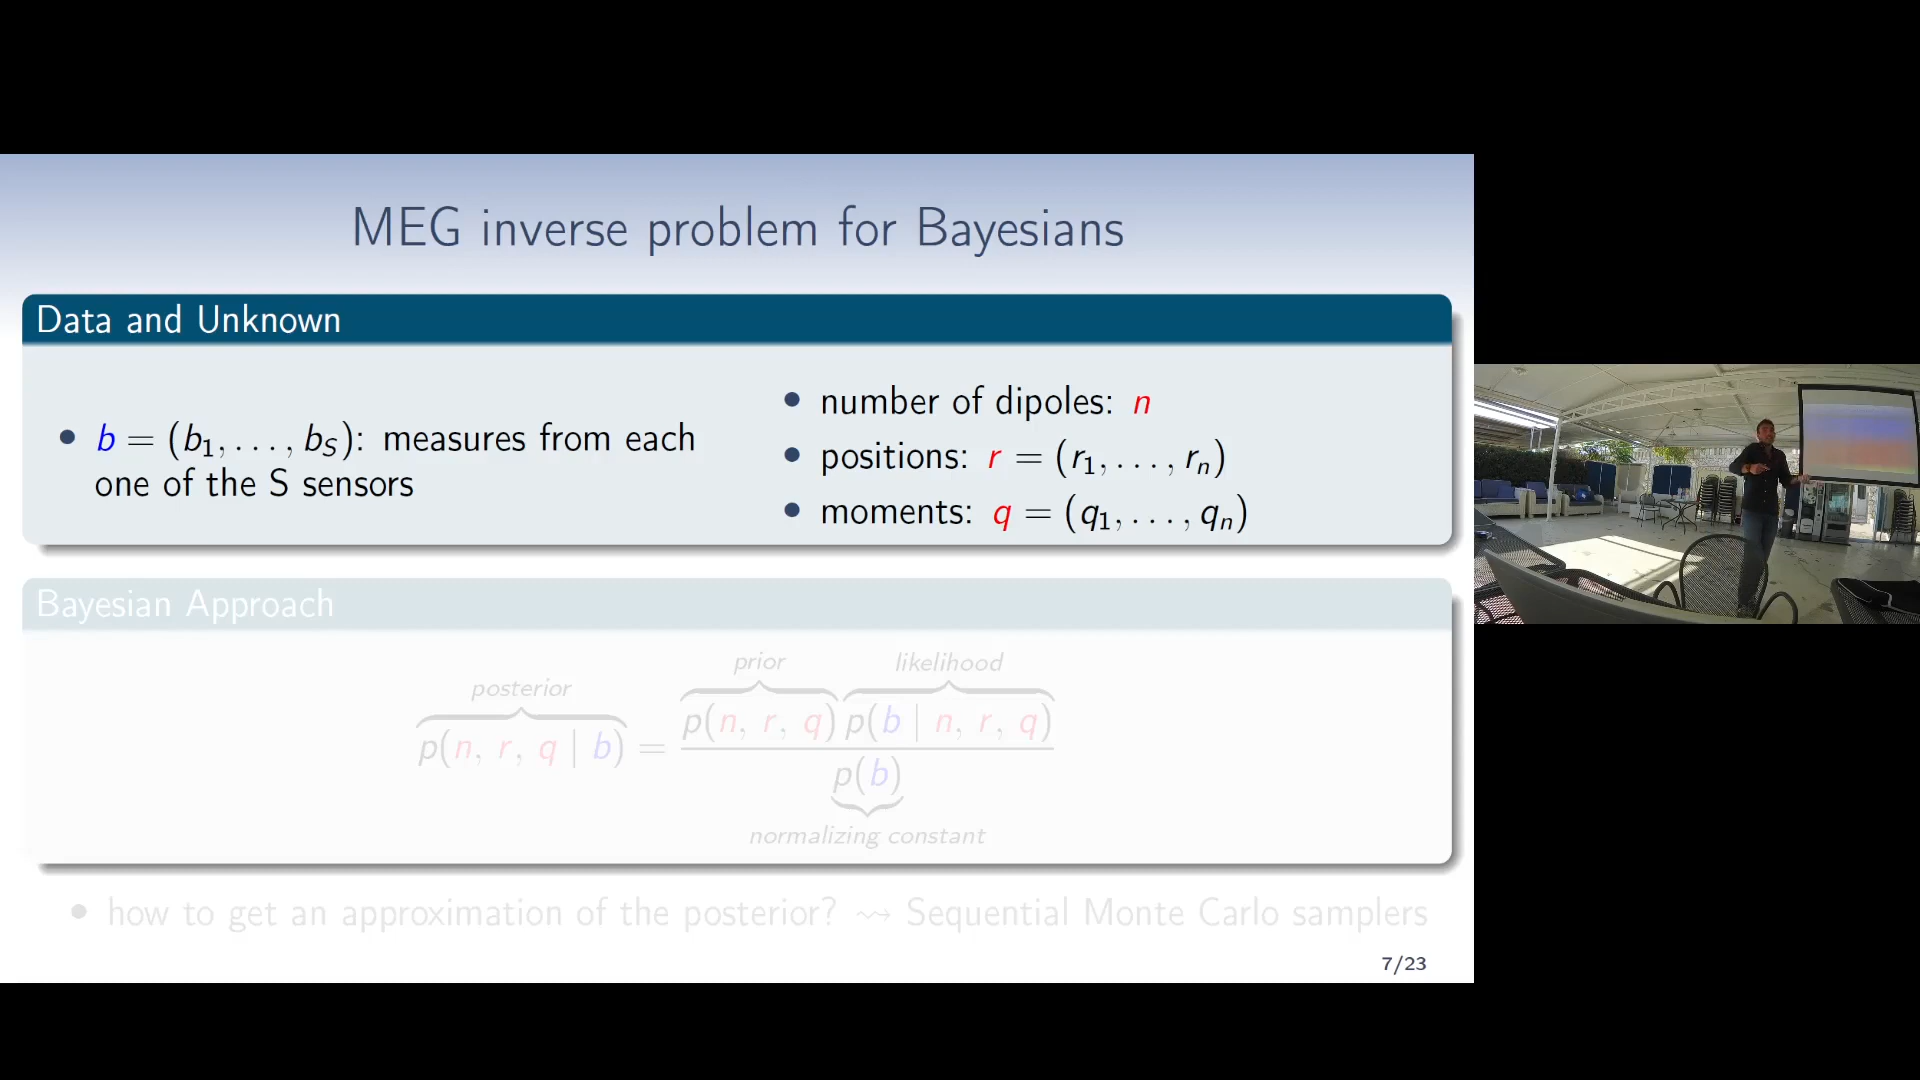 MEG inverse problem for Bayesians
Data and Unknown
• b = (b₁, . . . , b_S): measures from each
one of the S sensors
• number of dipoles: n
• positions: r = (r₁, . . . , rₙ)
• moments: q = (q₁, . . . , qₙ)
Bayesian Approach
prior likelihood
posterior
p(n, r, q) p(b | n, r, q)
p(n, r, q | b) =
p(b)
normalizing constant
• how to get an approximation of the posterior? ⇝ Sequential Monte Carlo samplers
7/23